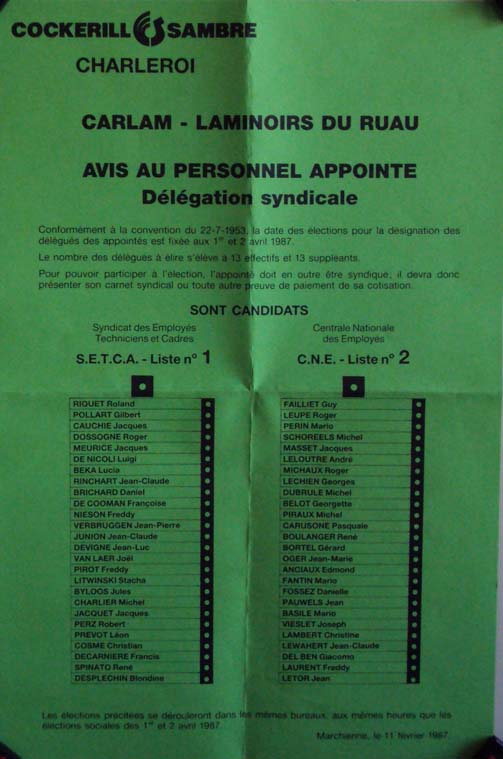 COCKERILL SAMBRE
CHARLEROI
CARLAM - LAMINOIRS DU RUAU
AVIS AU PERSONNEL APPOINTE
Délégation syndicale
Conformément à la convention du 22-7-1953, la date des élections pour la désignation des
délégués des appointés est fixée aux 1er et 2 avril 1987.
Le nombre des délégués à élire s'élève à 13 effectifs et 13 suppléants.
Pour pouvoir participer à l'élection, l'appointé doit en outre être syndiqué, il devra donc
présenter son carnet syndical ou toute autre preuve de paiement de sa cotisation.
SONT CANDIDATS
Syndicat des Employés
Techniciens et Cadres
S.E.T.C.A. - Liste n° 1
RIQUET Roland
POLLART Gilbert
CAUCHIE Jacques
DOSSOGNE Roger
MEURICE Jacques
DE NICOLI Luigi
BEKA Lucia
RINCHART Jean-Claude
BRICHARD Daniel
DE COOMAN Françoise
NIESON Freddy
VERBRUGGEN Jean-Pierre
JUNION Jean-Claude
DEVIGNE Jean-Luc
VAN LAER Joël
PIROT Freddy
LITWINSKI Stacha
BYLOOS Jules
CHARLIER Michel
JACQUET Jacques
PERZ Robert
PREVOT Léon
COSME Christian
DECARNIERE Francis
SPINATO René
DESPLECHIN Blondine
Centrale Nationale
des Employés
C.N.E. - Liste n° 2
FAILLIET Guy
LEUPE Roger
PERIN Mario
SCHOREELS Michel
MASSET Jacques
LELOUTRE André
MICHAUX Roger
LECHIEN Georges
DUBRULE Michel
BELOT Georgette
PIRAUX Michel
CARUSONE Pasquale
BOULANGER René
BORTEL Gérard
OGER Jean-Marie
ANCIAUX Edmond
FANTIN Mario
FOSSEZ Danielle
PAUWELS Jean
BASILE Mario
VIESLET Joseph
LAMBERT Christine
LEWAHERT Jean-Claude
DEL BEN Giacomo
LAURENT Freddy
LETOR Jean
Les élections précitées se dérouleront dans les mêmes bureaux, aux mêmes heures que les
élections sociales des 1er et 2 avril 1987.
Marchienne, le 11 février 1987.